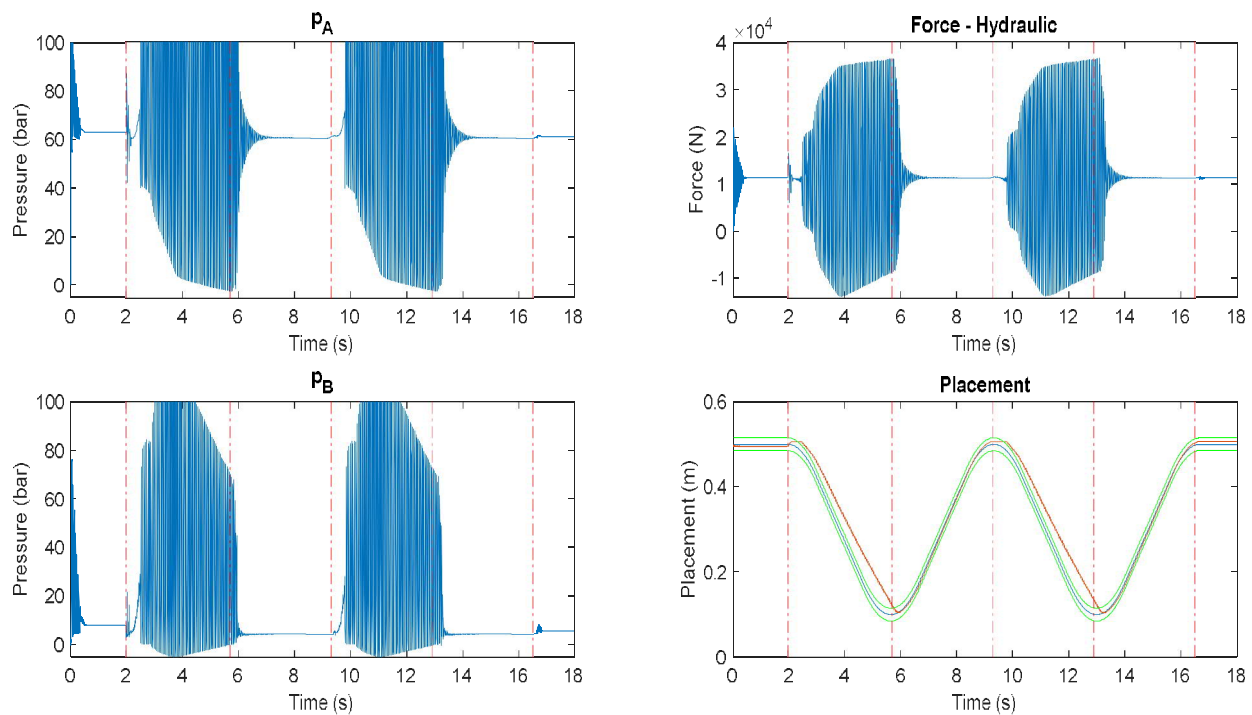 p_A
Pressure (bar)
100
80
60
40
20
0
0 2 4 6 8 10 12 14 16 18
Time (s)
Force - Hydraulic
×10^4
Force (N)
4
3
2
1
0
-1
0 2 4 6 8 10 12 14 16 18
Time (s)
p_B
Pressure (bar)
100
80
60
40
20
0
0 2 4 6 8 10 12 14 16 18
Time (s)
Placement
Placement (m)
0.6
0.4
0.2
0
0 2 4 6 8 10 12 14 16 18
Time (s)